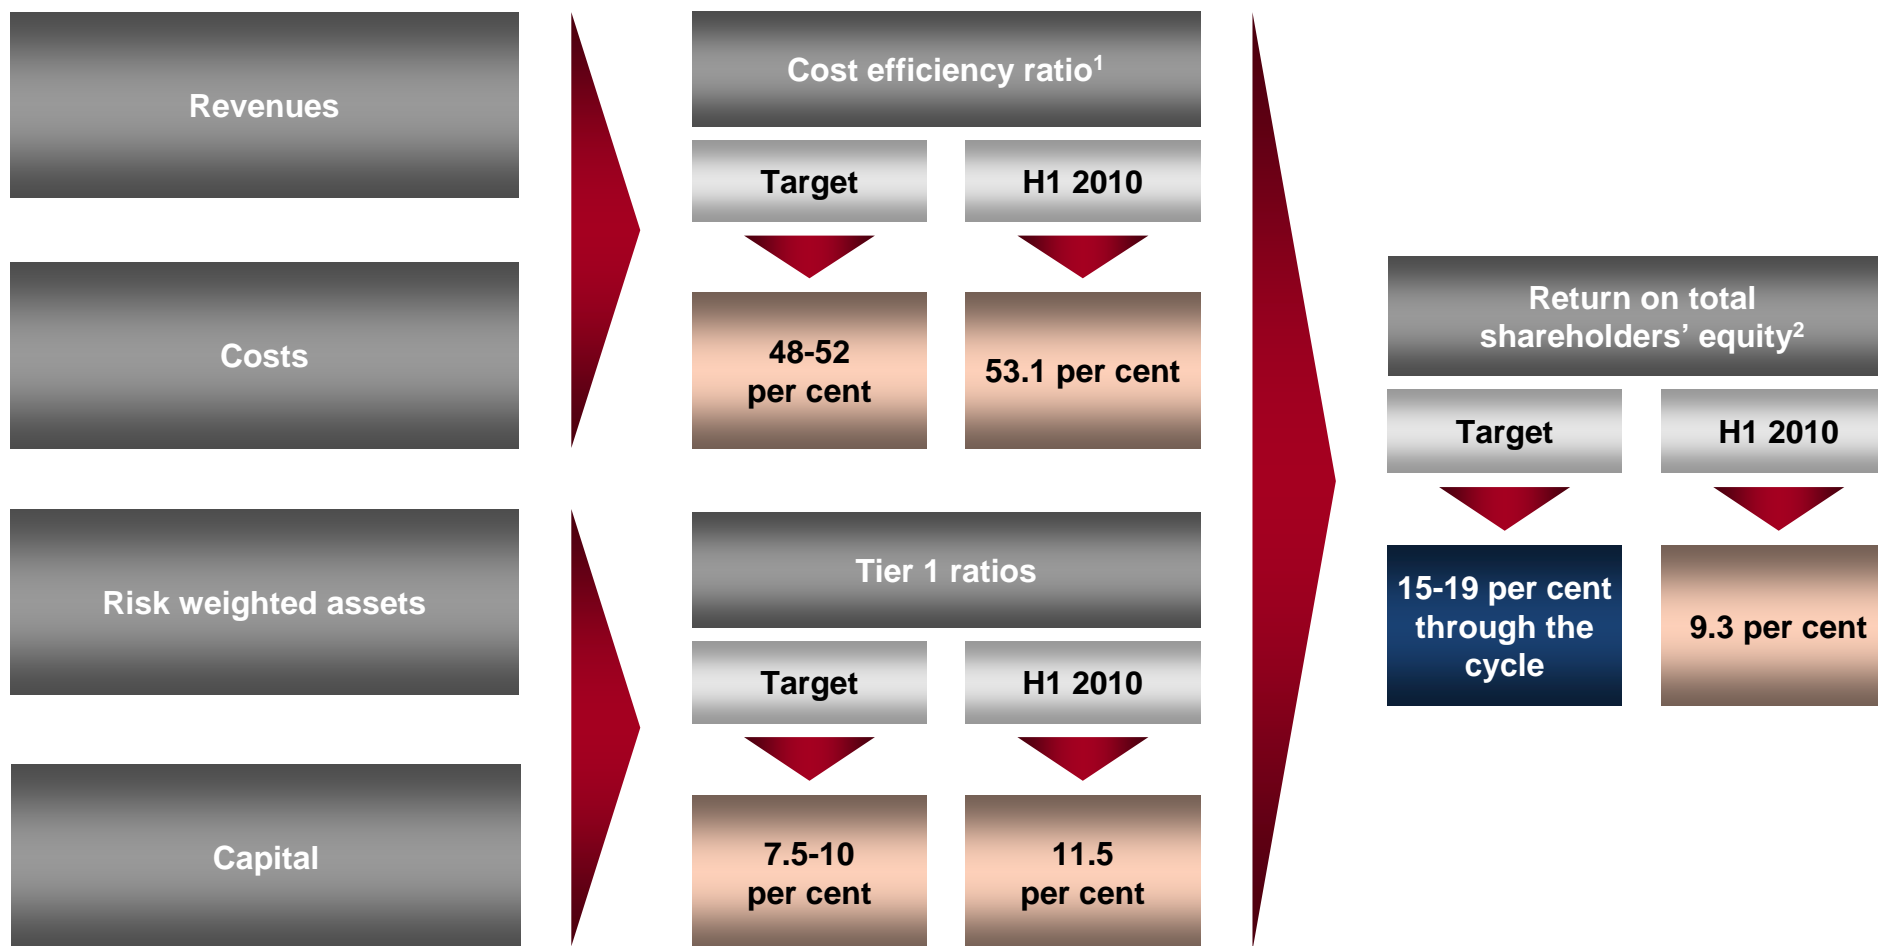 Revenues
Costs
Risk weighted assets
Capital
Cost efficiency ratio¹
Target
H1 2010
48-52
per cent
53.1 per cent
Tier 1 ratios
Target
H1 2010
7.5-10
per cent
11.5
per cent
Return on total
shareholders’ equity²
Target
H1 2010
15-19 per cent
through the
cycle
9.3 per cent